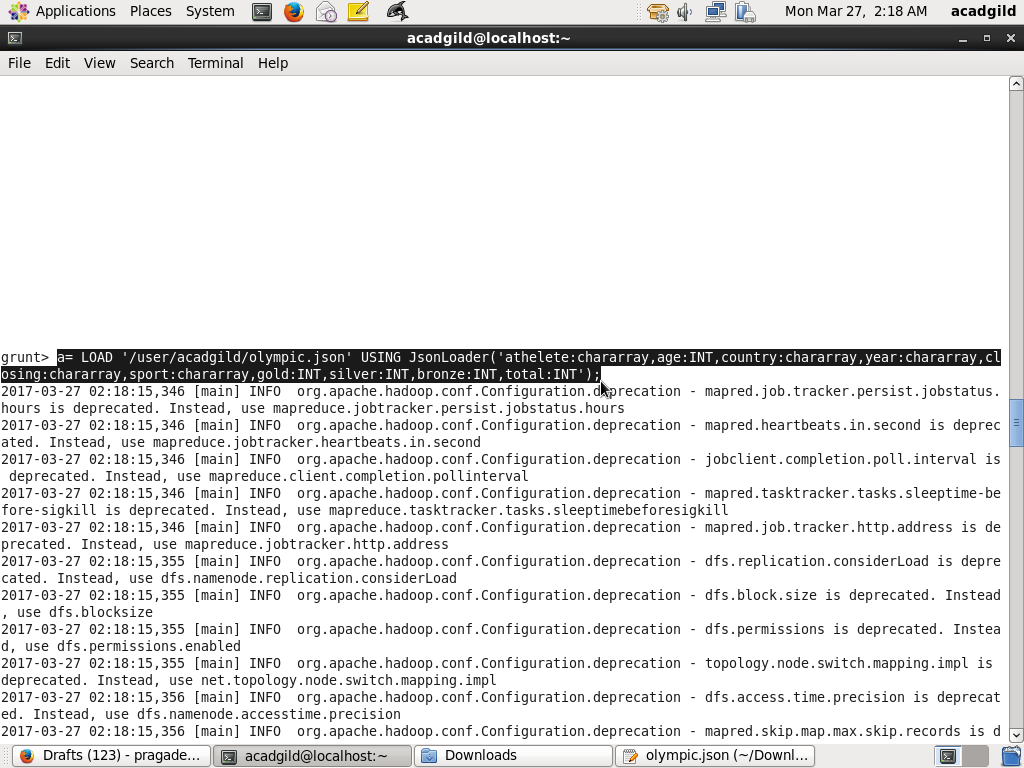 Applications Places System Mon Mar 27, 2:18 AM acadgild
acadgild@localhost:~
File Edit View Search Terminal Help
grunt> a= LOAD '/user/acadgild/olympic.json' USING JsonLoader('athelete:chararray,age:INT,country:chararray,year:chararray,cl
osing:chararray,sport:chararray,gold:INT,silver:INT,bronze:INT,total:INT');
2017-03-27 02:18:15,346 [main] INFO  org.apache.hadoop.conf.Configuration.deprecation - mapred.job.tracker.persist.jobstatus.
hours is deprecated. Instead, use mapreduce.jobtracker.persist.jobstatus.hours
2017-03-27 02:18:15,346 [main] INFO  org.apache.hadoop.conf.Configuration.deprecation - mapred.heartbeats.in.second is deprec
ated. Instead, use mapreduce.jobtracker.heartbeats.in.second
2017-03-27 02:18:15,346 [main] INFO  org.apache.hadoop.conf.Configuration.deprecation - jobclient.completion.poll.interval is
 deprecated. Instead, use mapreduce.client.completion.pollinterval
2017-03-27 02:18:15,346 [main] INFO  org.apache.hadoop.conf.Configuration.deprecation - mapred.tasktracker.tasks.sleeptime-be
fore-sigkill is deprecated. Instead, use mapreduce.tasktracker.tasks.sleeptimebeforesigkill
2017-03-27 02:18:15,346 [main] INFO  org.apache.hadoop.conf.Configuration.deprecation - mapred.job.tracker.http.address is de
precated. Instead, use mapreduce.jobtracker.http.address
2017-03-27 02:18:15,355 [main] INFO  org.apache.hadoop.conf.Configuration.deprecation - dfs.replication.considerLoad is depre
cated. Instead, use dfs.namenode.replication.considerLoad
2017-03-27 02:18:15,355 [main] INFO  org.apache.hadoop.conf.Configuration.deprecation - dfs.block.size is deprecated. Instead
, use dfs.blocksize
2017-03-27 02:18:15,355 [main] INFO  org.apache.hadoop.conf.Configuration.deprecation - dfs.permissions is deprecated. Instea
d, use dfs.permissions.enabled
2017-03-27 02:18:15,355 [main] INFO  org.apache.hadoop.conf.Configuration.deprecation - topology.node.switch.mapping.impl is
deprecated. Instead, use net.topology.node.switch.mapping.impl
2017-03-27 02:18:15,356 [main] INFO  org.apache.hadoop.conf.Configuration.deprecation - dfs.access.time.precision is deprecat
ed. Instead, use dfs.namenode.accesstime.precision
2017-03-27 02:18:15,356 [main] INFO  org.apache.hadoop.conf.Configuration.deprecation - mapred.skip.map.max.skip.records is d
Drafts (123) - pragade... acadgild@localhost:~ Downloads olympic.json (~/Downl...